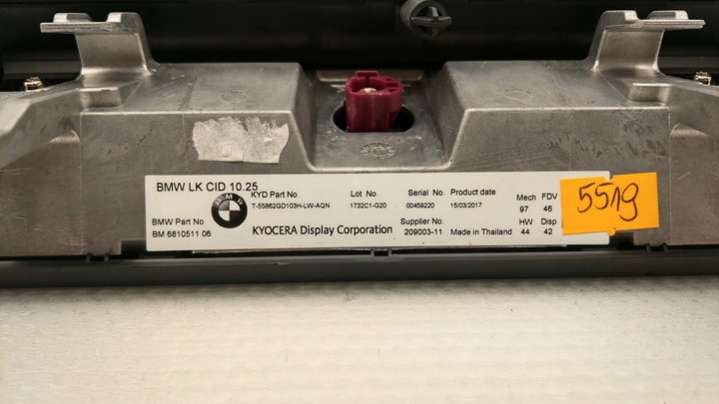 BMW LK CID 10.25
KYD Part No Lot No. Serial No. Product date Mech FDV
T-55862GD103H-LW-AQN 1732C1-G20 00459220 15/03/2017 97 46
BMW Part No Supplier No. HW Disp
BM 6810511 06 KYOCERA Display Corporation 209003-11 Made in Thailand 44 42
BMW
5519